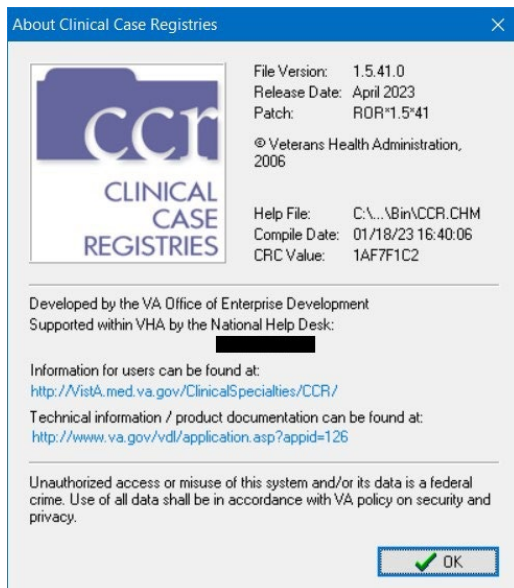 About Clinical Case Registries
ccr
CLINICAL
CASE
REGISTRIES
File Version: 1.5.41.0
Release Date: April 2023
Patch: ROR*1.5*41
© Veterans Health Administration,
2006
Help File: C:\...\Bin\CCR.CHM
Compile Date: 01/18/23 16:40:06
CRC Value: 1AF7F1C2
Developed by the VA Office of Enterprise Development
Supported within VHA by the National Help Desk:
Information for users can be found at:
http://VistA.med.va.gov/ClinicalSpecialties/CCR/
Technical information / product documentation can be found at:
http://www.va.gov/vdl/application.asp?appid=126
Unauthorized access or misuse of this system and/or its data is a federal
crime. Use of all data shall be in accordance with VA policy on security and
privacy.
OK